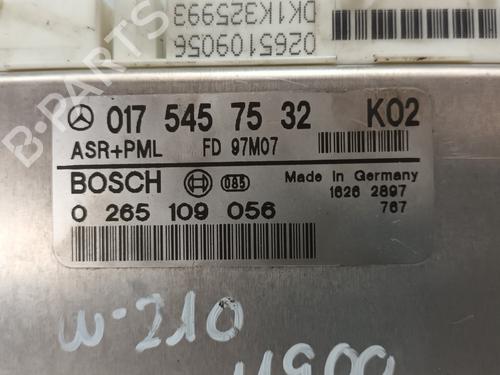 DK1K325993
0265109056
017 545 75 32 K02
ASR+PML FD 97M07
BOSCH 085 Made in Germany
1626 2897
0 265 109 056 767
B-PARTS
W-210